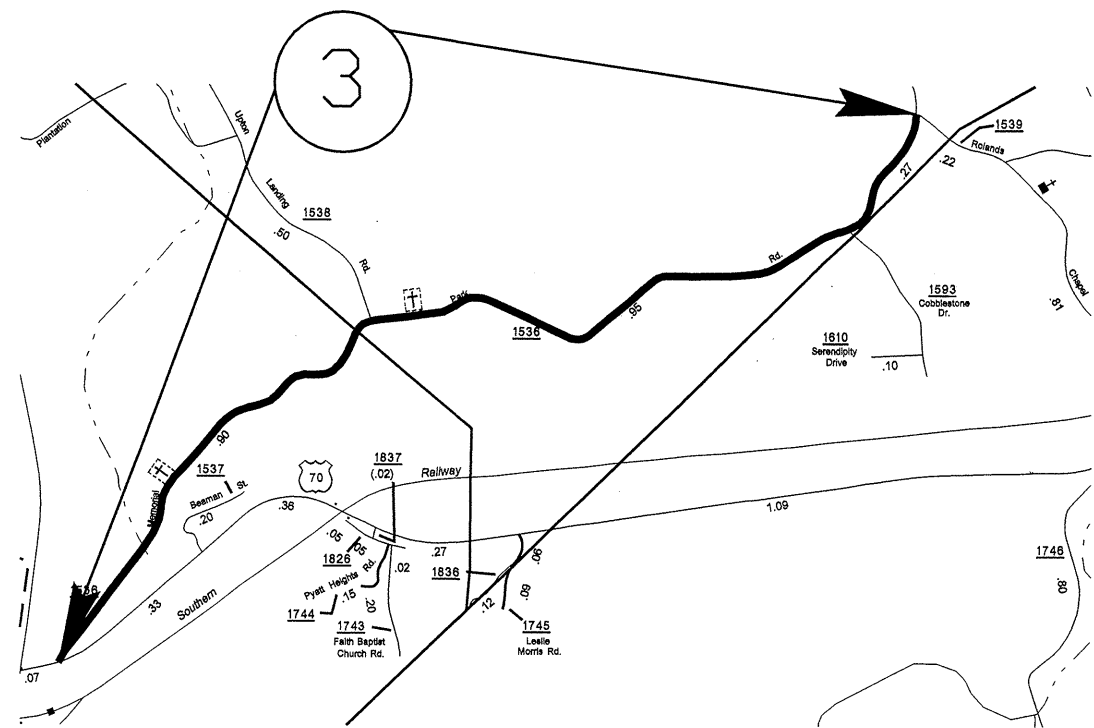 3
Plantation
Upton
Landing
Rd.
1538
.50
1539
Rolands
.22
.27
Chapel
.81
1593
Cobblestone
Dr.
1610
Serendipity
Drive
.10
Park
Rd.
1536
.95
.90
Memorial
1537
Beaman St.
.20
70
1837
(.02)
Railway
.36
.05
.05
1826
.27
.02
1.09
1836
.06
.12
.09
Pyatt Heights Rd.
.15
.20
1744
1743
Faith Baptist
Church Rd.
1745
Leslie
Morris Rd.
1746
.80
.33
Southern
1536
.07